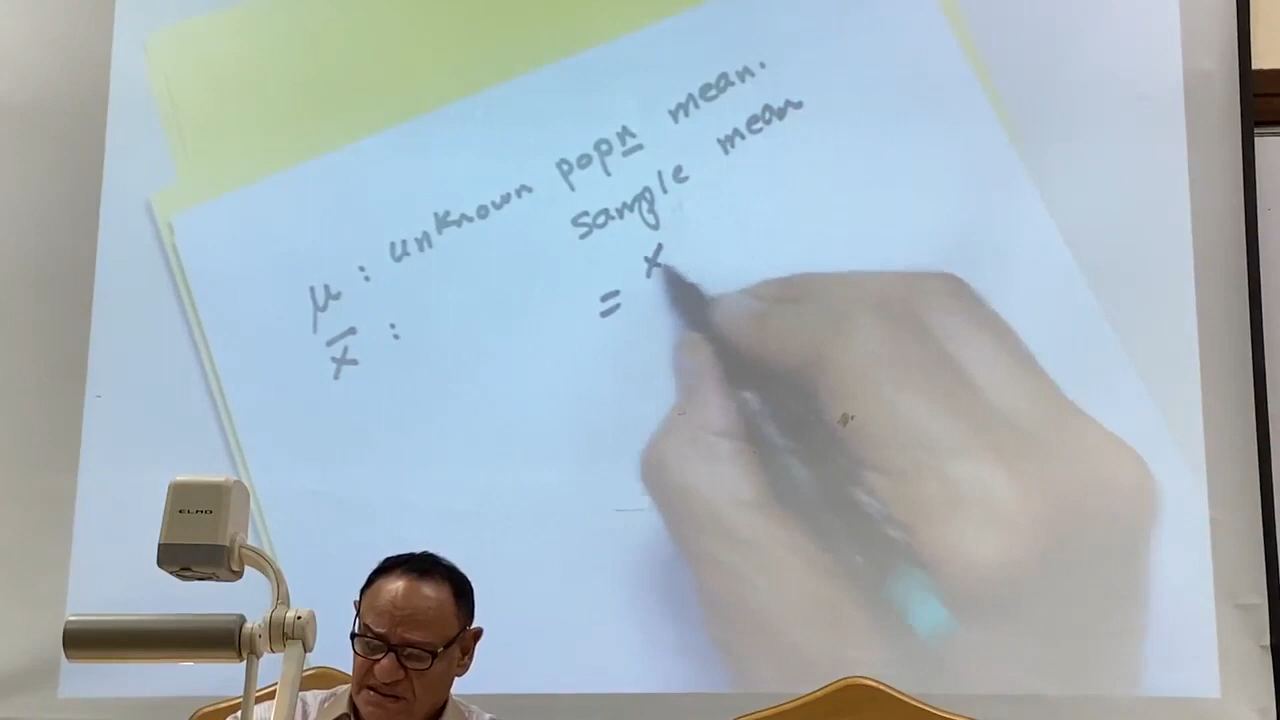 μ : unknown popn mean.
x̄ : sample mean
= x
ELMO